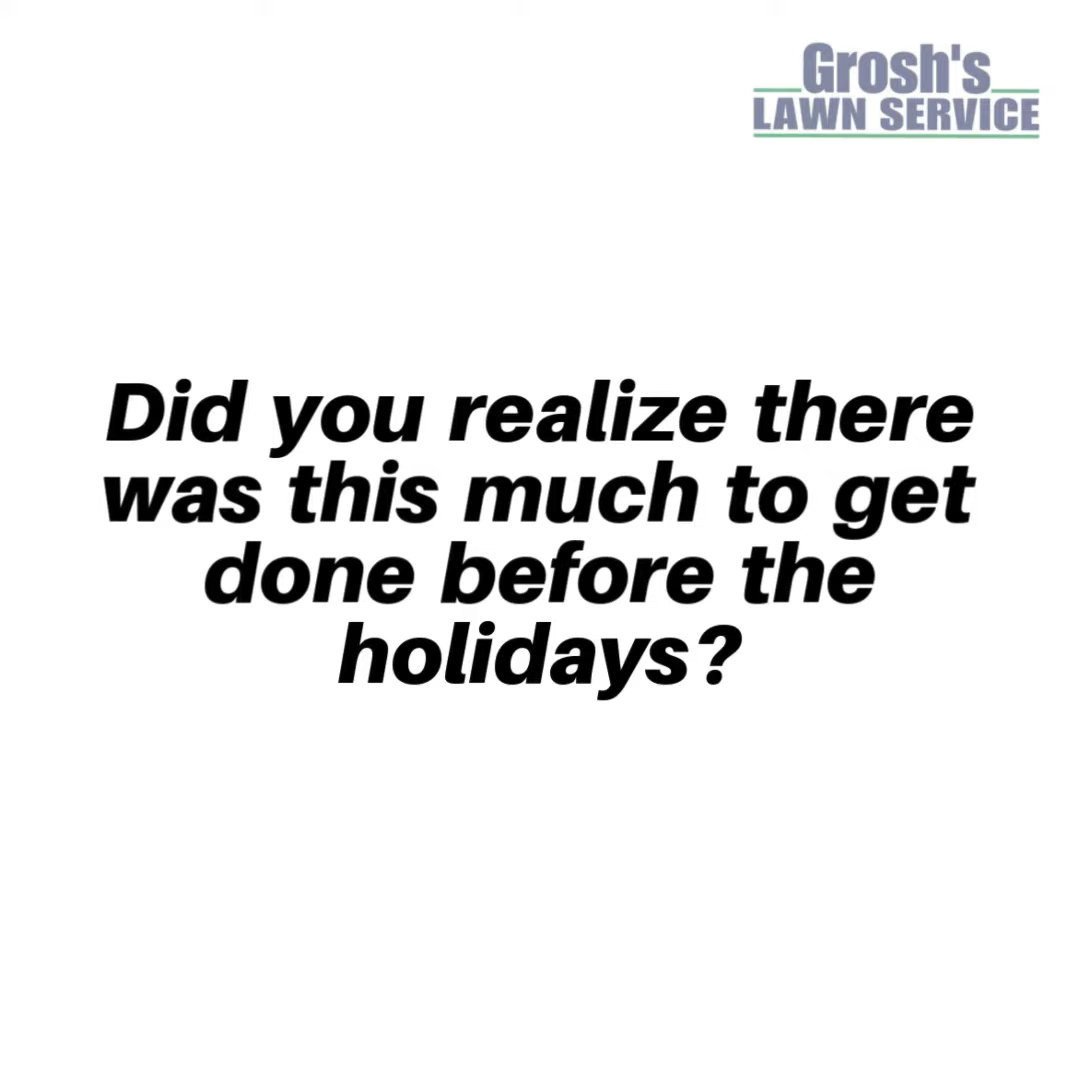 Grosh's
LAWN SERVICE
Did you realize there
was this much to get
done before the
holidays?